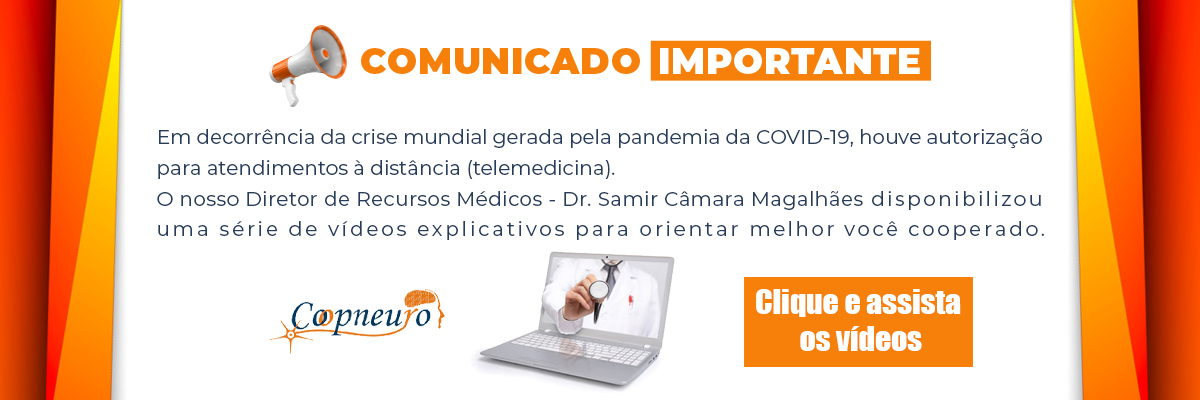 COMUNICADO IMPORTANTE
Em decorrência da crise mundial gerada pela pandemia da COVID-19, houve autorização
para atendimentos à distância (telemedicina).
O nosso Diretor de Recursos Médicos - Dr. Samir Câmara Magalhães disponibilizou
uma série de vídeos explicativos para orientar melhor você cooperado.
Coopneuro
Clique e assista
os vídeos